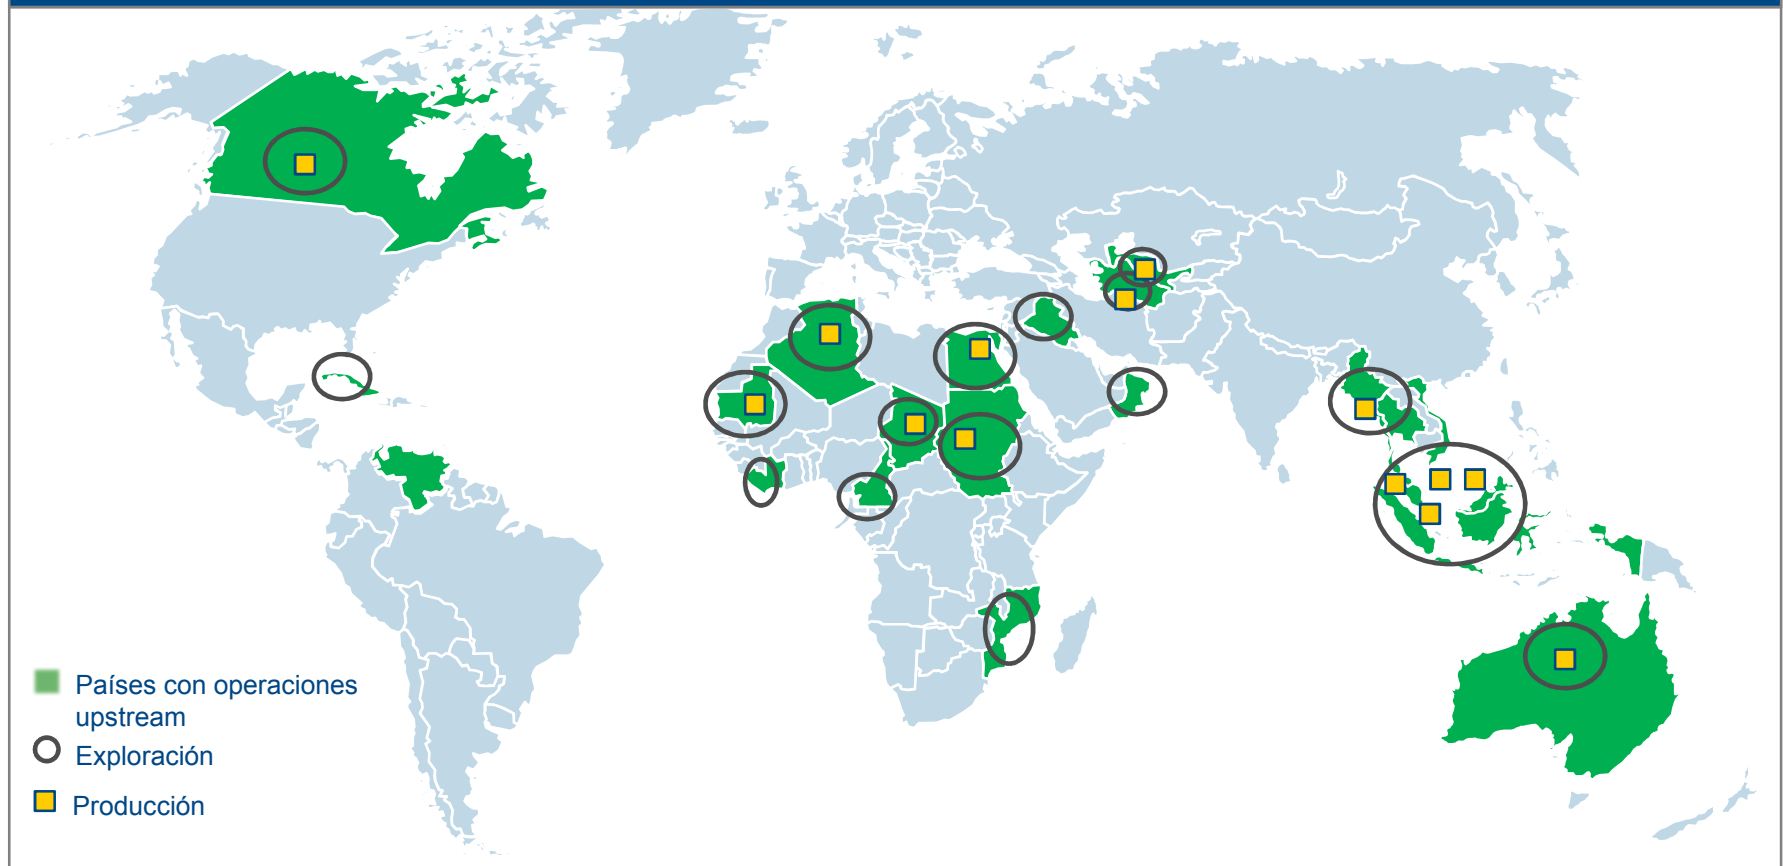 Países con operaciones
upstream
Exploración
Producción